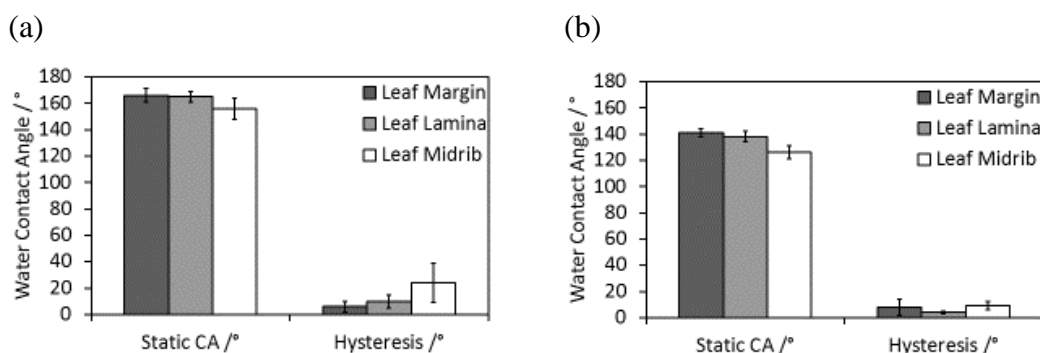 (a)
180
160
140
120
100
80
60
40
20
0
Water Contact Angle / °
Leaf Margin
Leaf Lamina
Leaf Midrib
Static CA /°
Hysteresis /°
(b)
180
160
140
120
100
80
60
40
20
0
Water Contact Angle / °
Leaf Margin
Leaf Lamina
Leaf Midrib
Static CA /°
Hysteresis /°